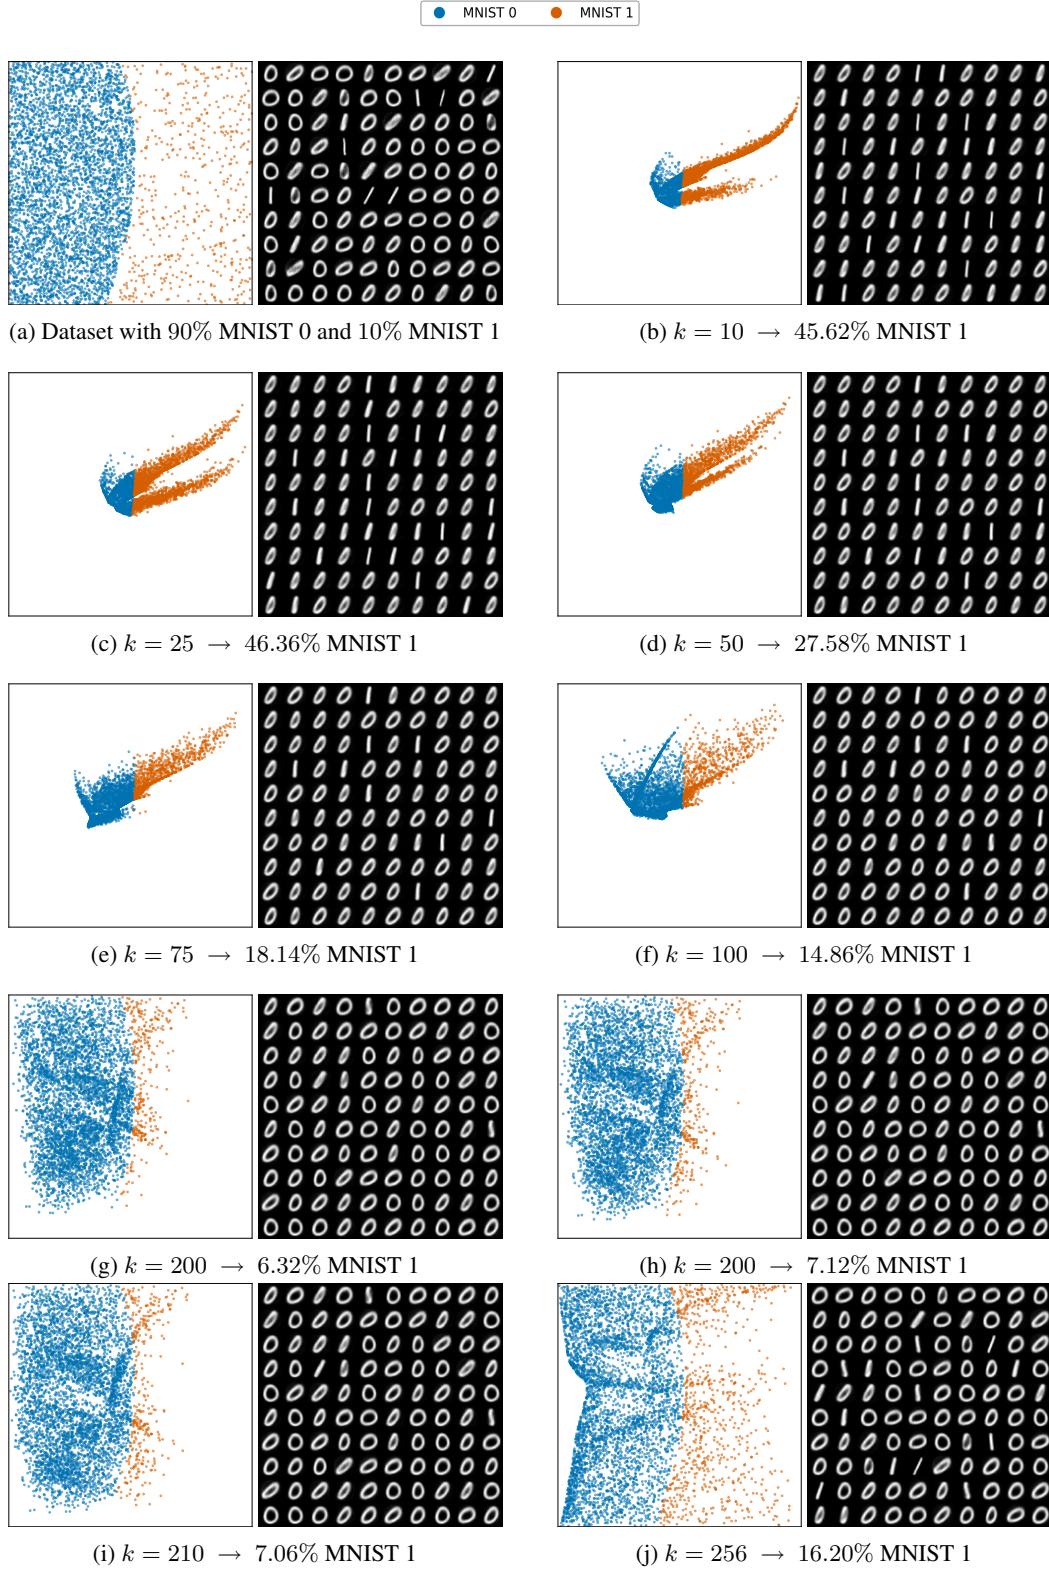 MNIST 0 MNIST 1
(a) Dataset with 90% MNIST 0 and 10% MNIST 1
(b) k = 10 → 45.62% MNIST 1
(c) k = 25 → 46.36% MNIST 1
(d) k = 50 → 27.58% MNIST 1
(e) k = 75 → 18.14% MNIST 1
(f) k = 100 → 14.86% MNIST 1
(g) k = 200 → 6.32% MNIST 1
(h) k = 200 → 7.12% MNIST 1
(i) k = 210 → 7.06% MNIST 1
(j) k = 256 → 16.20% MNIST 1